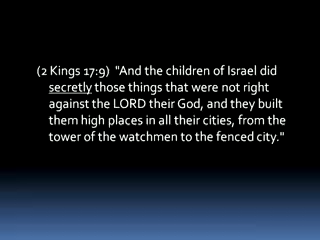 (2 Kings 17:9)  "And the children of Israel did
secretly those things that were not right
against the LORD their God, and they built
them high places in all their cities, from the
tower of the watchmen to the fenced city."